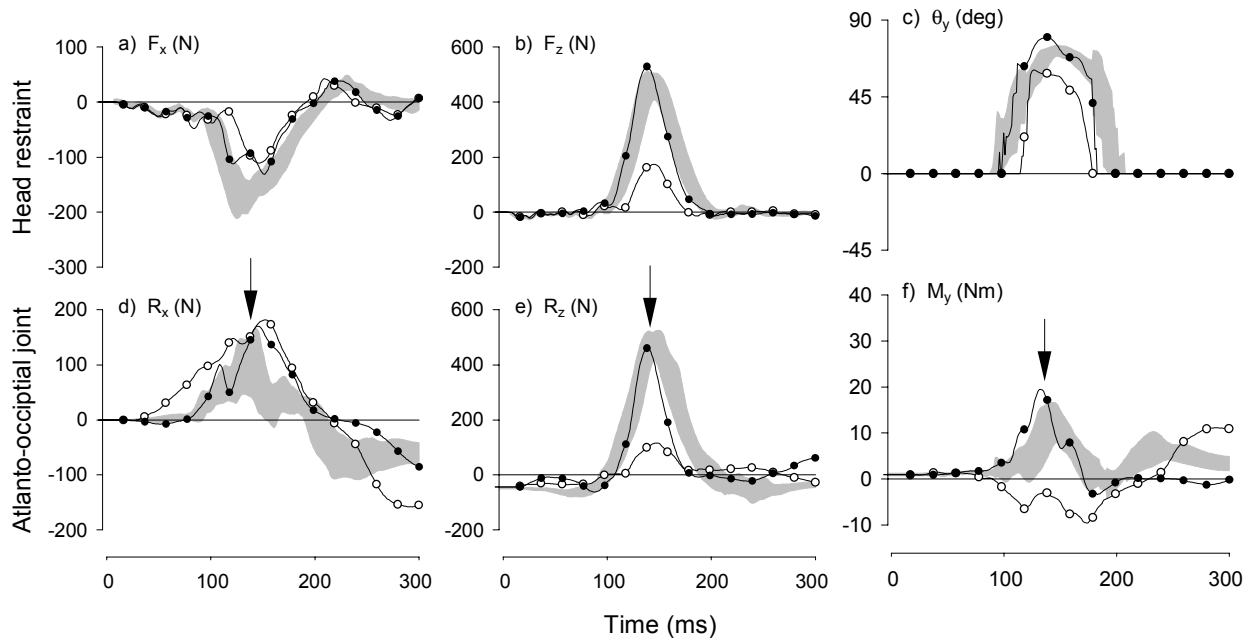 a) Fx (N)
b) Fz (N)
c) θy (deg)
Head restraint
100
0
-100
-200
-300
600
400
200
0
-200
90
45
0
-45
d) Rx (N)
e) Rz (N)
f) My (Nm)
Atlanto-occiptial joint
200
100
0
-100
-200
600
400
200
0
-200
40
30
20
10
0
-10
0 100 200 300
0 100 200 300
0 100 200 300
Time (ms)